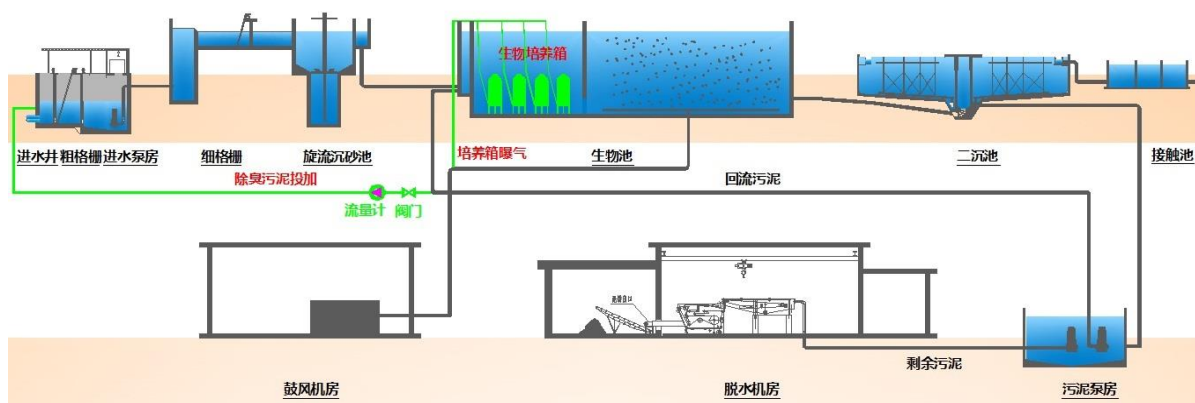 生物培养箱
进水井 粗格栅 进水泵房
细格栅
旋流沉砂池
培养箱曝气
生物池
二沉池
接触池
除臭污泥投加
回流污泥
流量计
阀门
剩余污泥
鼓风机房
脱水机房
污泥泵房